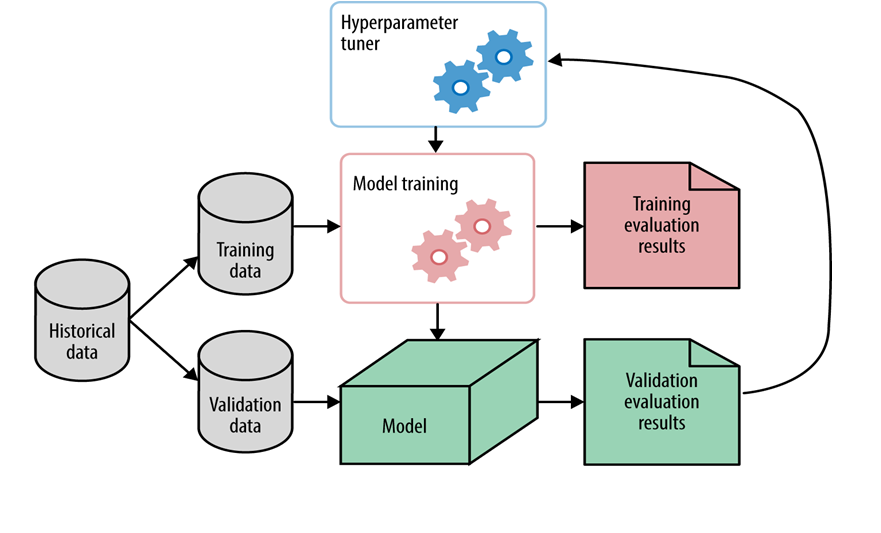 Hyperparameter
tuner
Model training
Training
evaluation
results
Training
data
Historical
data
Validation
data
Model
Validation
evaluation
results